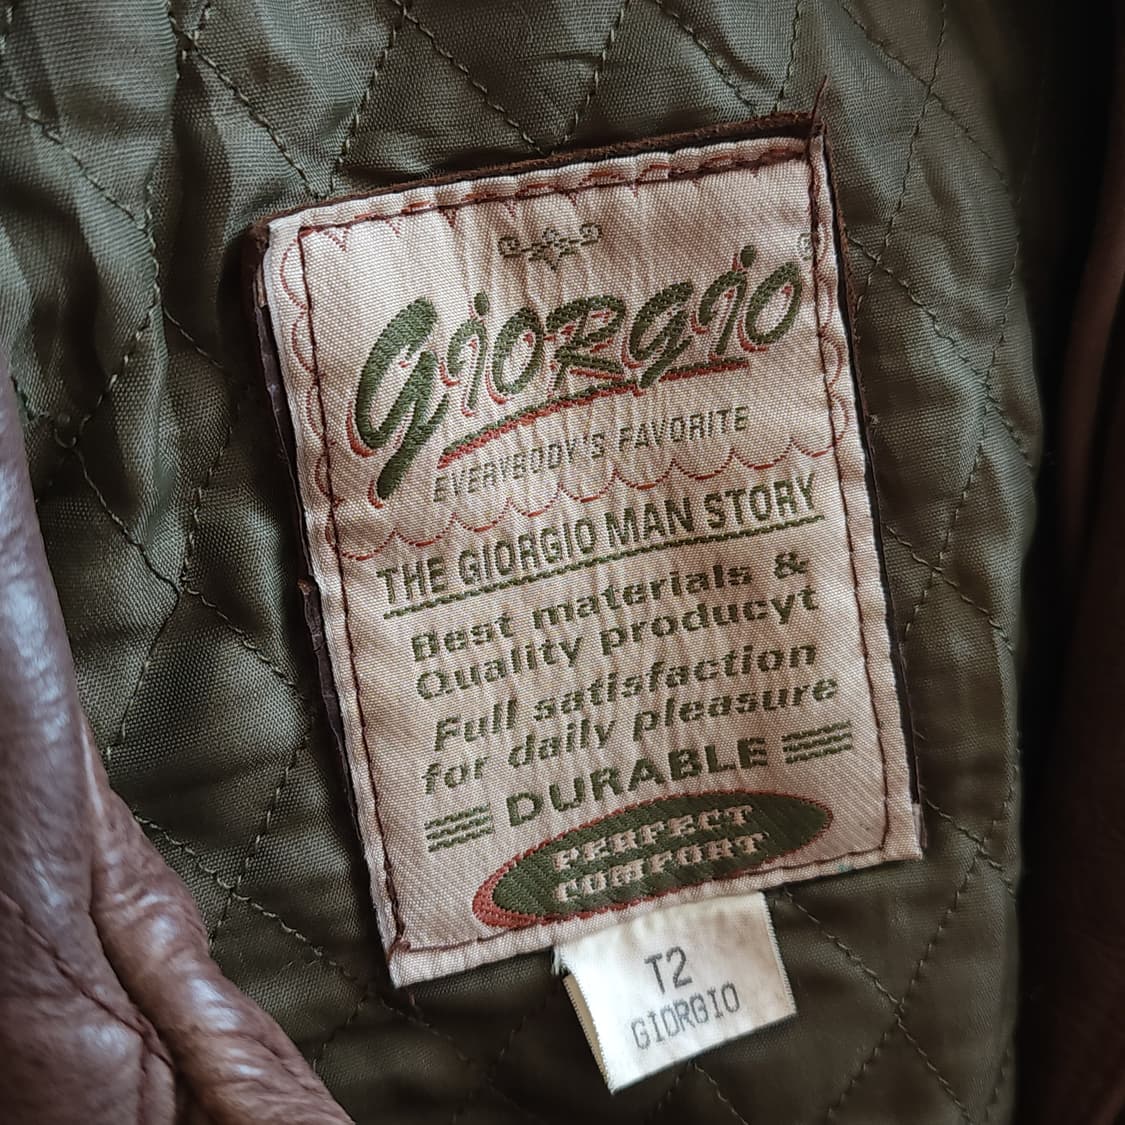 GiORGiO®
EVERYBODY'S FAVORITE
THE GIORGIO MAN STORY
Best materials &
Quality producyt
Full satisfaction
for daily pleasure
DURABLE
PERFECT
COMFORT
T2
GIORGIO